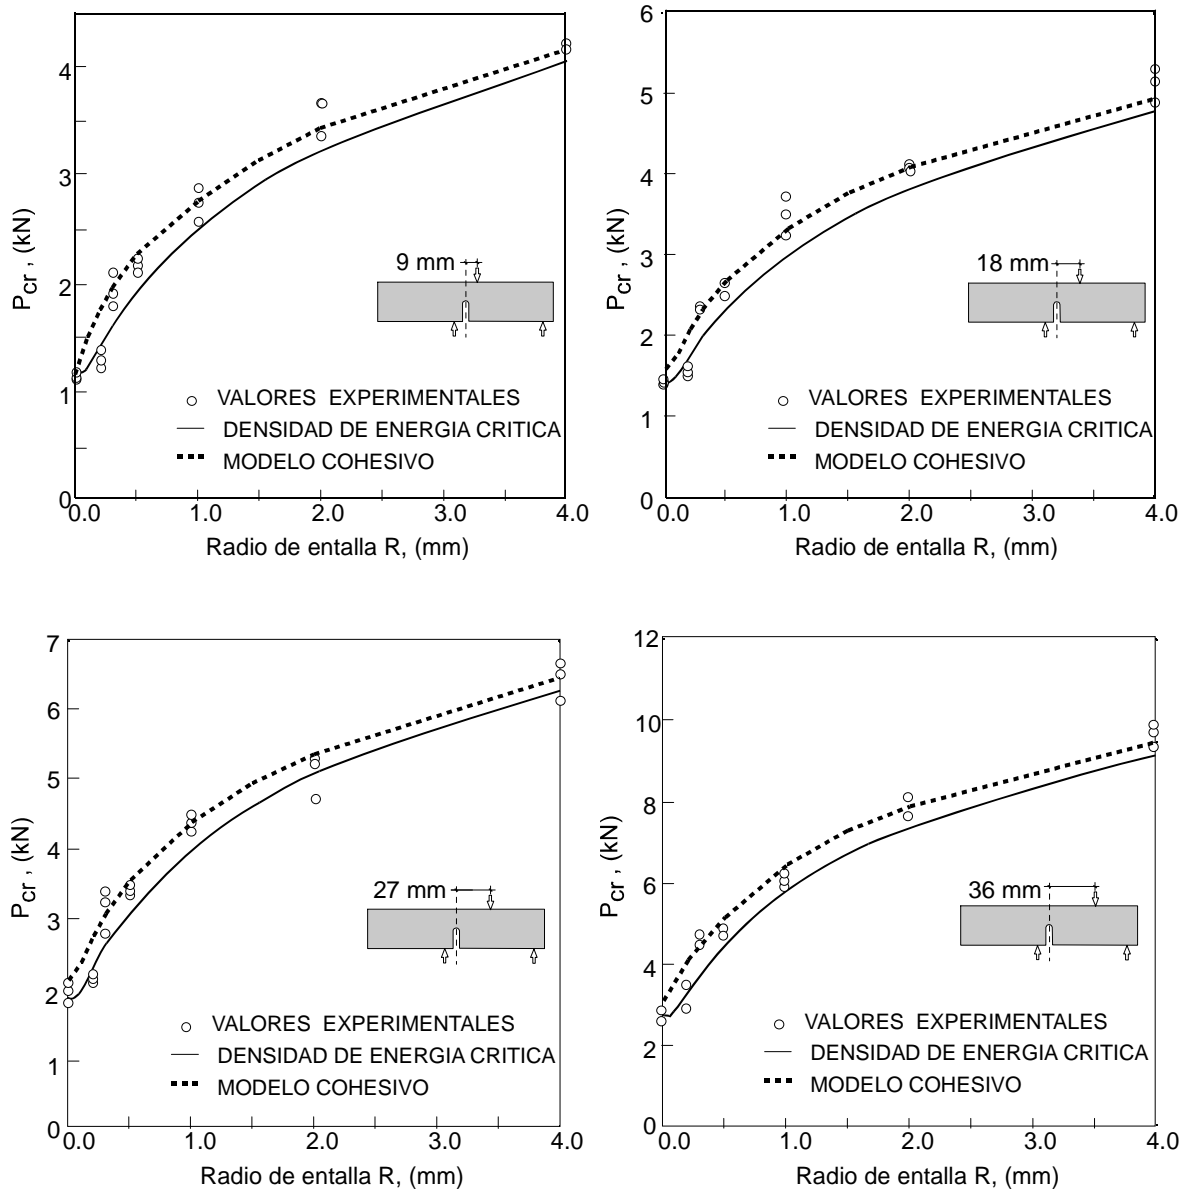 4
3
2
1
0
P_cr , (kN)
9 mm
VALORES EXPERIMENTALES
DENSIDAD DE ENERGIA CRITICA
MODELO COHESIVO
0.0 1.0 2.0 3.0 4.0
Radio de entalla R, (mm)
6
5
4
3
2
1
0
P_cr , (kN)
18 mm
VALORES EXPERIMENTALES
DENSIDAD DE ENERGIA CRITICA
MODELO COHESIVO
0.0 1.0 2.0 3.0 4.0
Radio de entalla R, (mm)
7
6
5
4
3
2
1
0
P_cr , (kN)
27 mm
VALORES EXPERIMENTALES
DENSIDAD DE ENERGIA CRITICA
MODELO COHESIVO
0.0 1.0 2.0 3.0 4.0
Radio de entalla R, (mm)
12
10
8
6
4
2
0
P_cr , (kN)
36 mm
VALORES EXPERIMENTALES
DENSIDAD DE ENERGIA CRITICA
MODELO COHESIVO
0.0 1.0 2.0 3.0 4.0
Radio de entalla R, (mm)